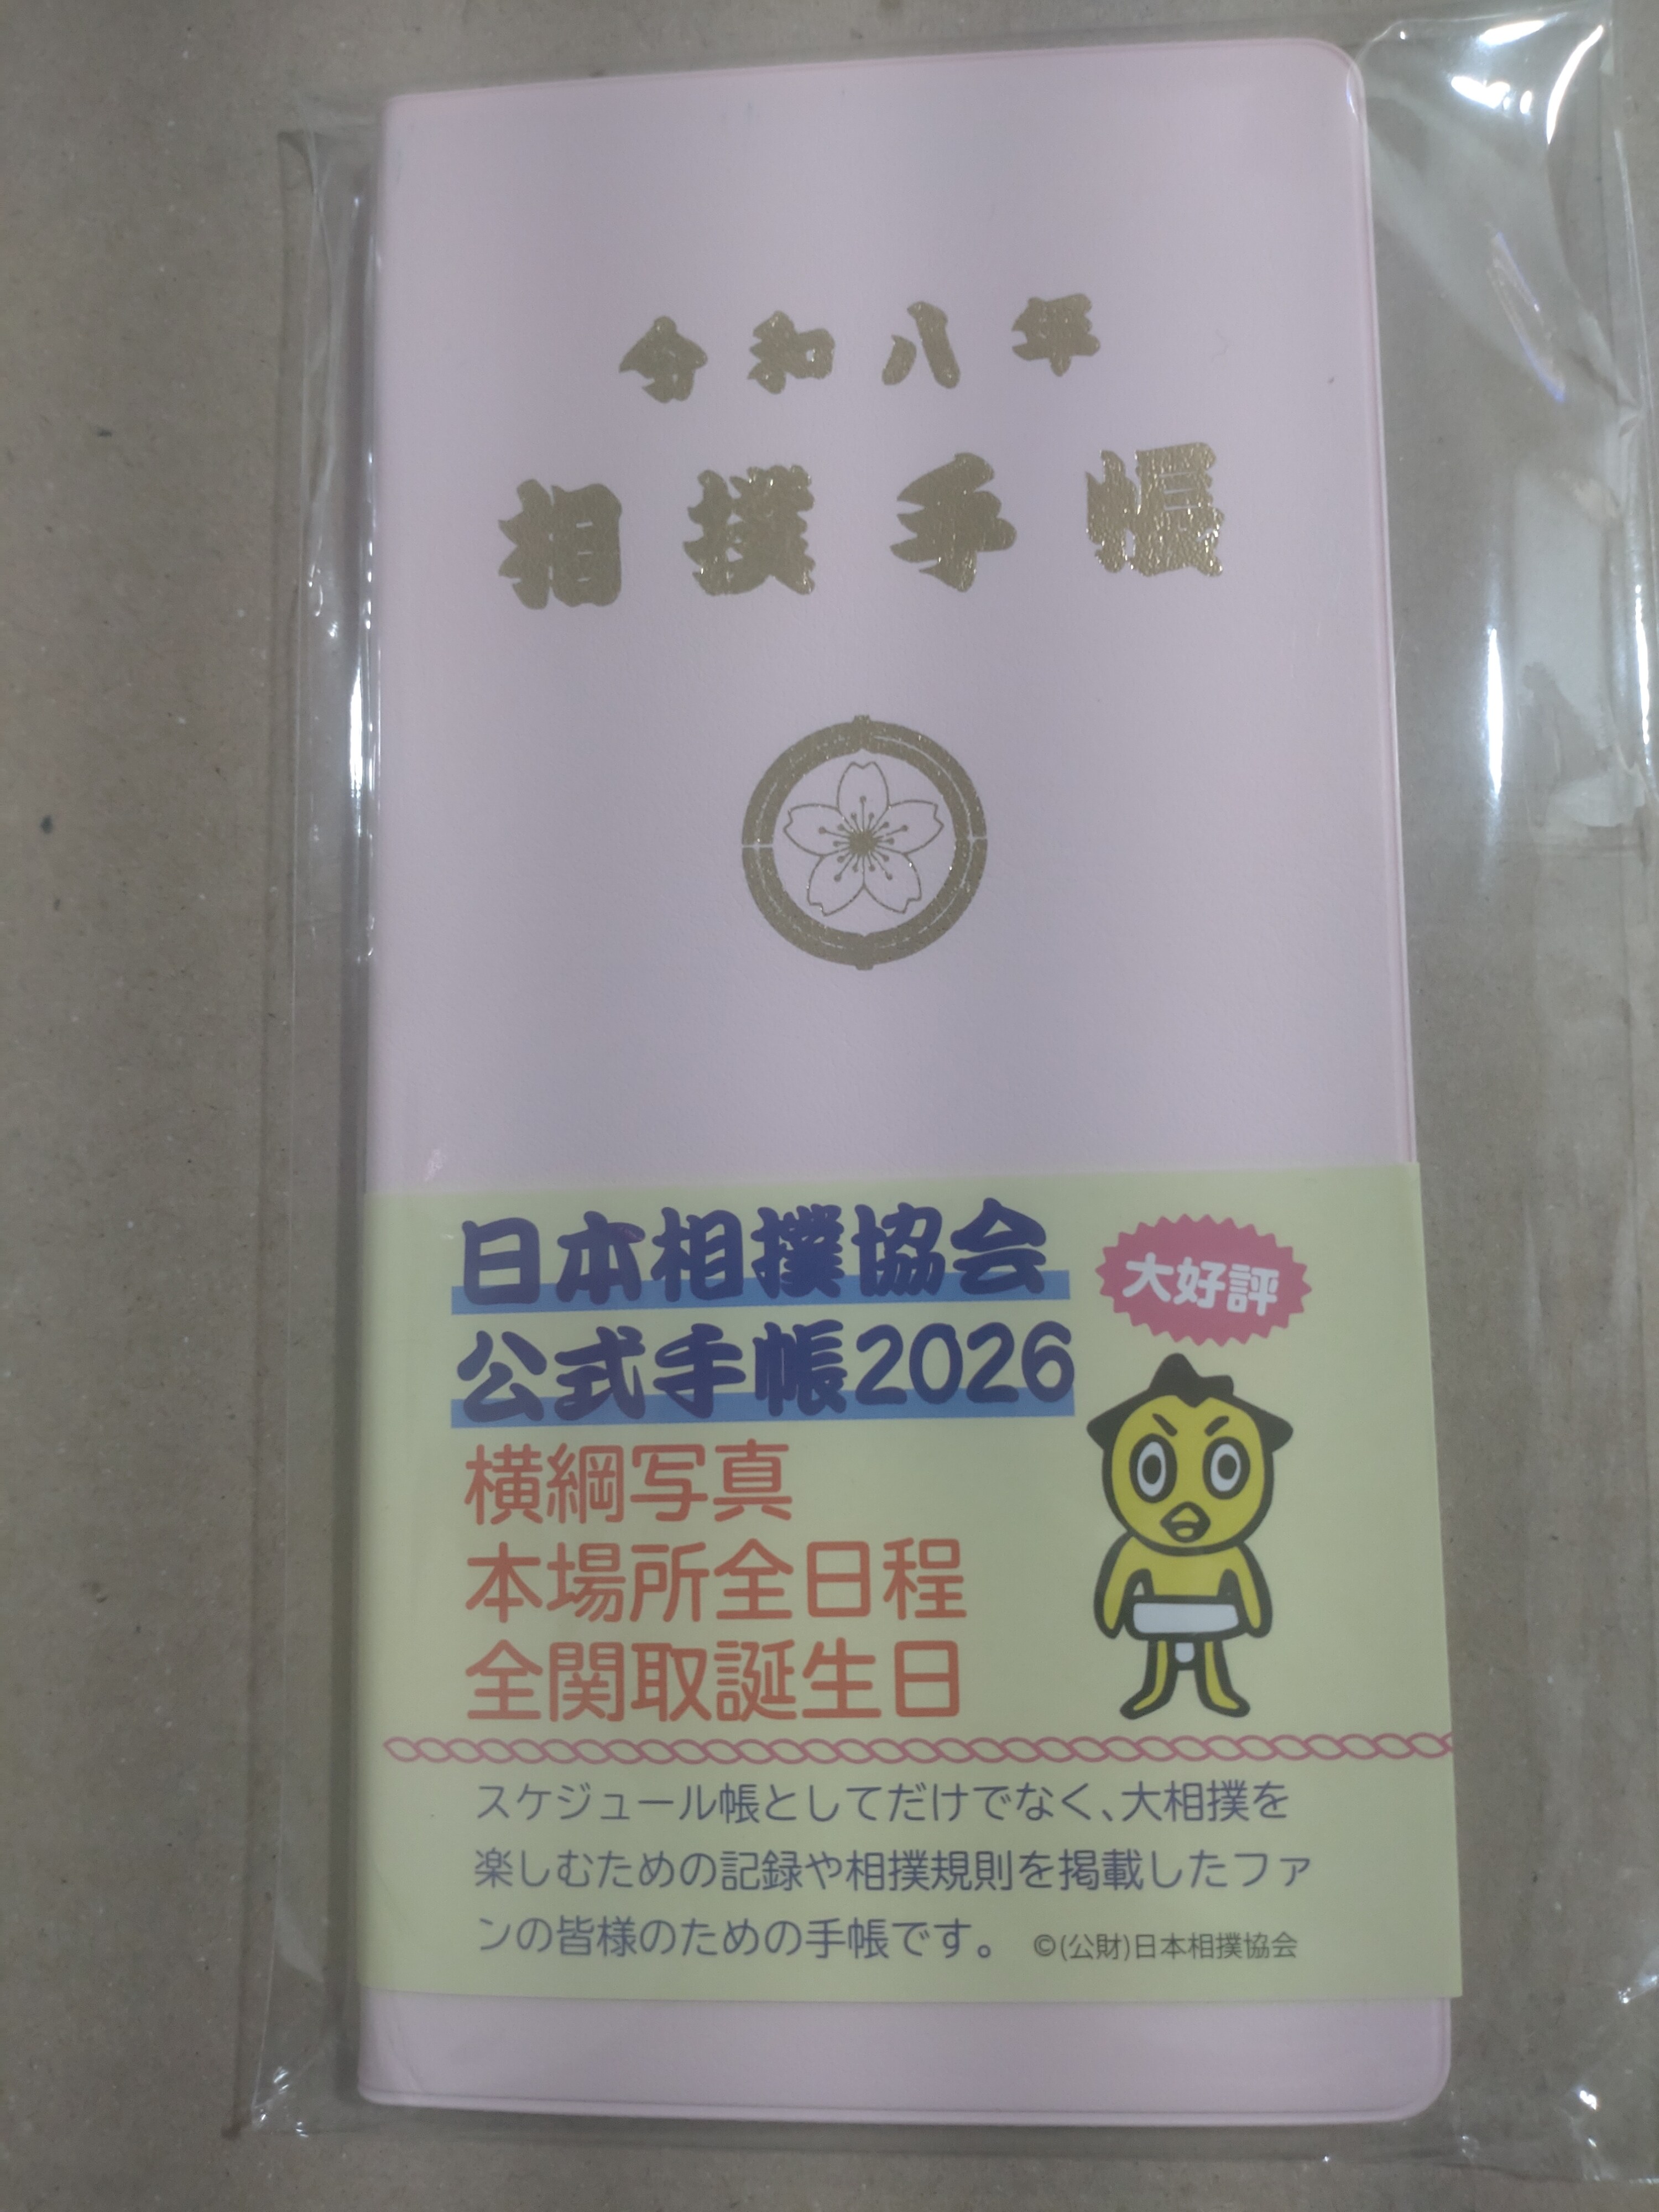 令和八年
相撲手帳
日本相撲協会
大好評
公式手帳2026
横綱写真
本場所全日程
全関取誕生日
スケジュール帳としてだけでなく、大相撲を
楽しむための記録や相撲規則を掲載したファ
ンの皆様のための手帳です。 ©(公財)日本相撲協会